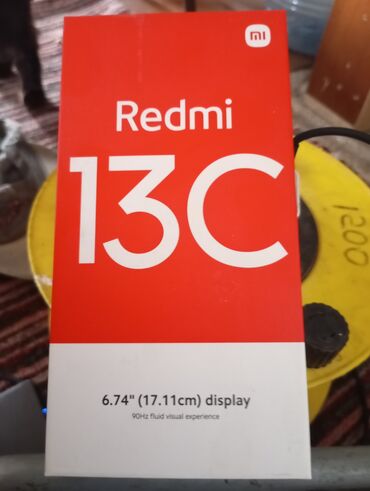 mi
Redmi
13C
6.74" (17.11cm) display
90Hz fluid visual experience
1200